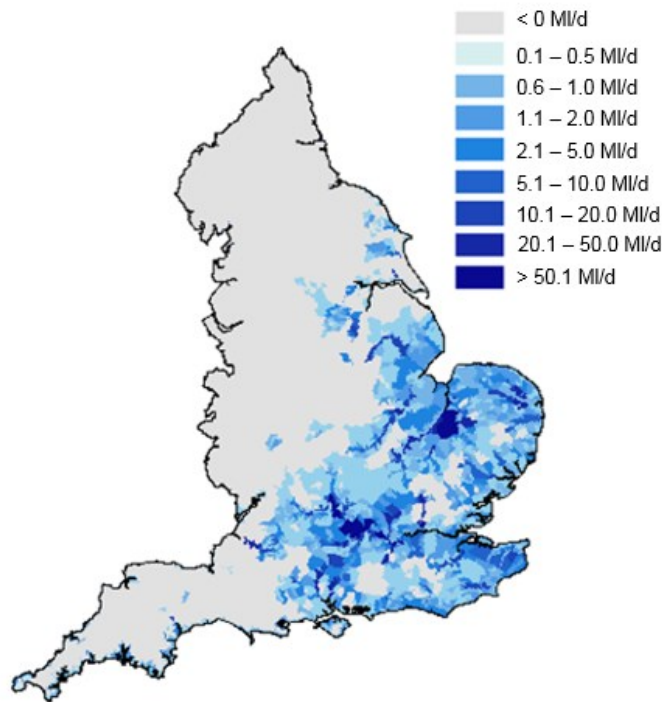 < 0 Ml/d
0.1 – 0.5 Ml/d
0.6 – 1.0 Ml/d
1.1 – 2.0 Ml/d
2.1 – 5.0 Ml/d
5.1 – 10.0 Ml/d
10.1 – 20.0 Ml/d
20.1 – 50.0 Ml/d
> 50.1 Ml/d